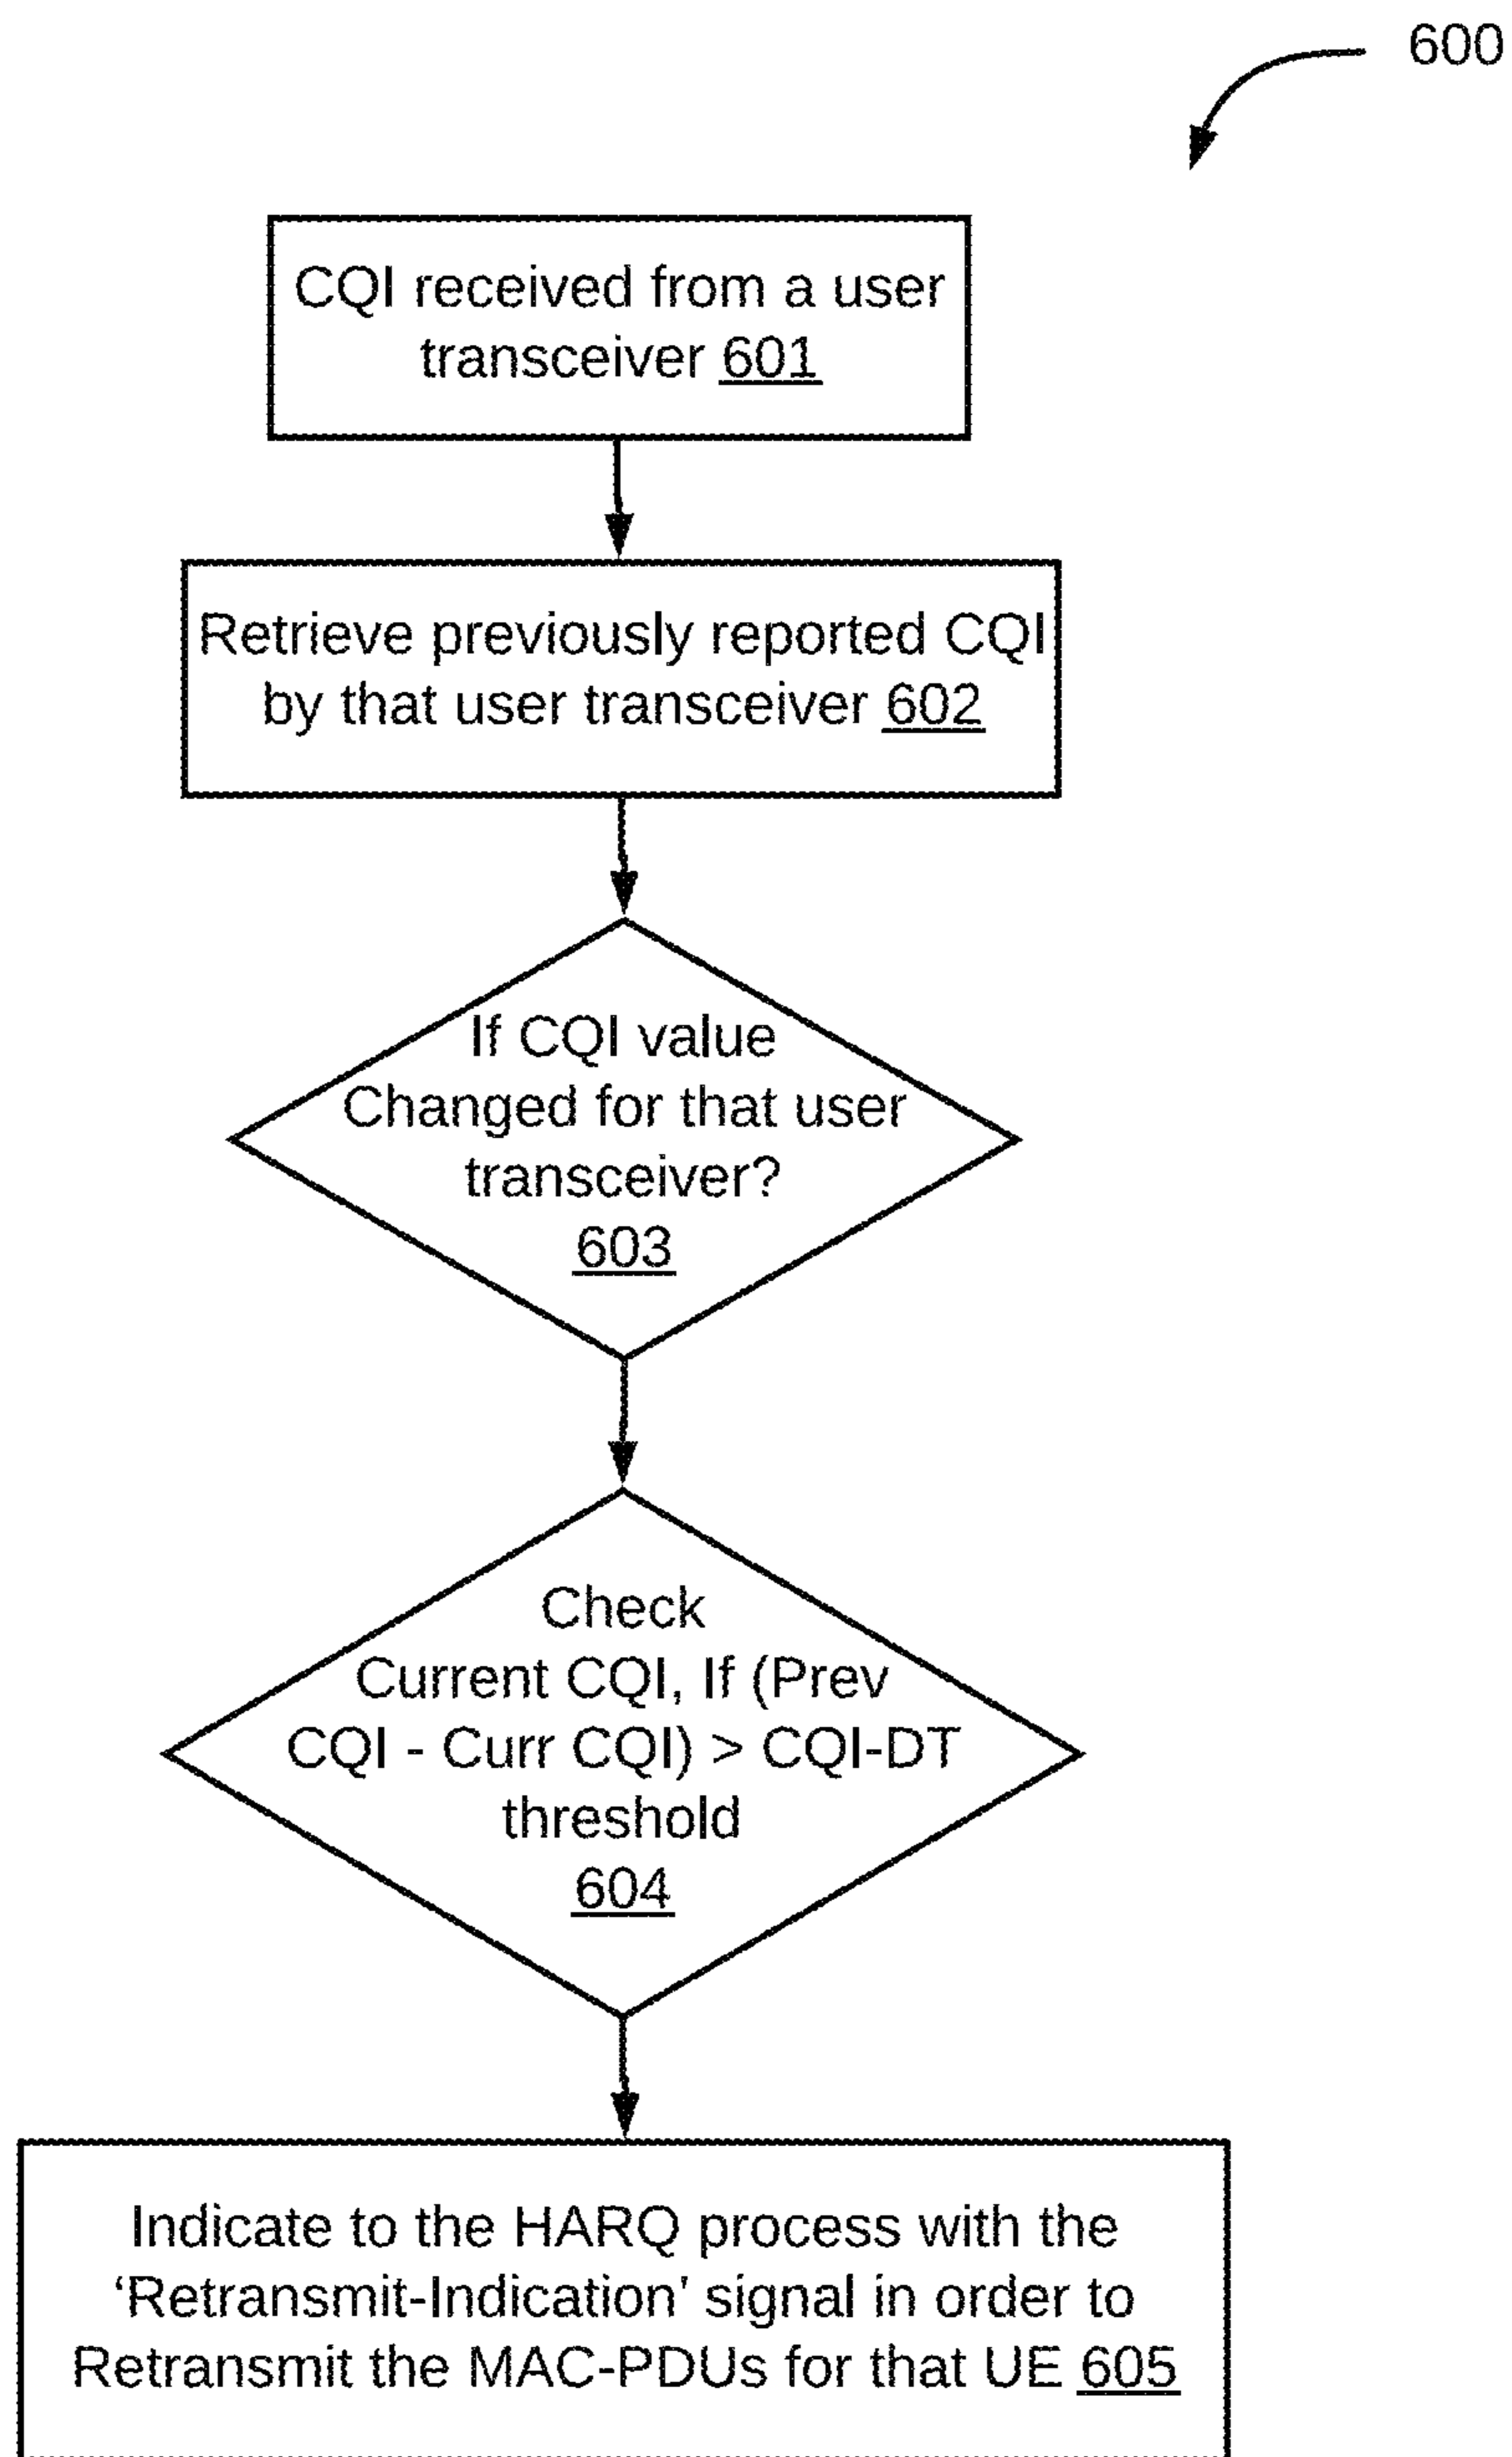 600
CQI received from a user
transceiver 601
Retrieve previously reported CQI
by that user transceiver 602
If CQI value
Changed for that user
transceiver?
603
Check
Current CQI, If (Prev
CQI - Curr CQI) > CQI-DT
threshold
604
Indicate to the HARQ process with the
‘Retransmit-Indication’ signal in order to
Retransmit the MAC-PDUs for that UE 605